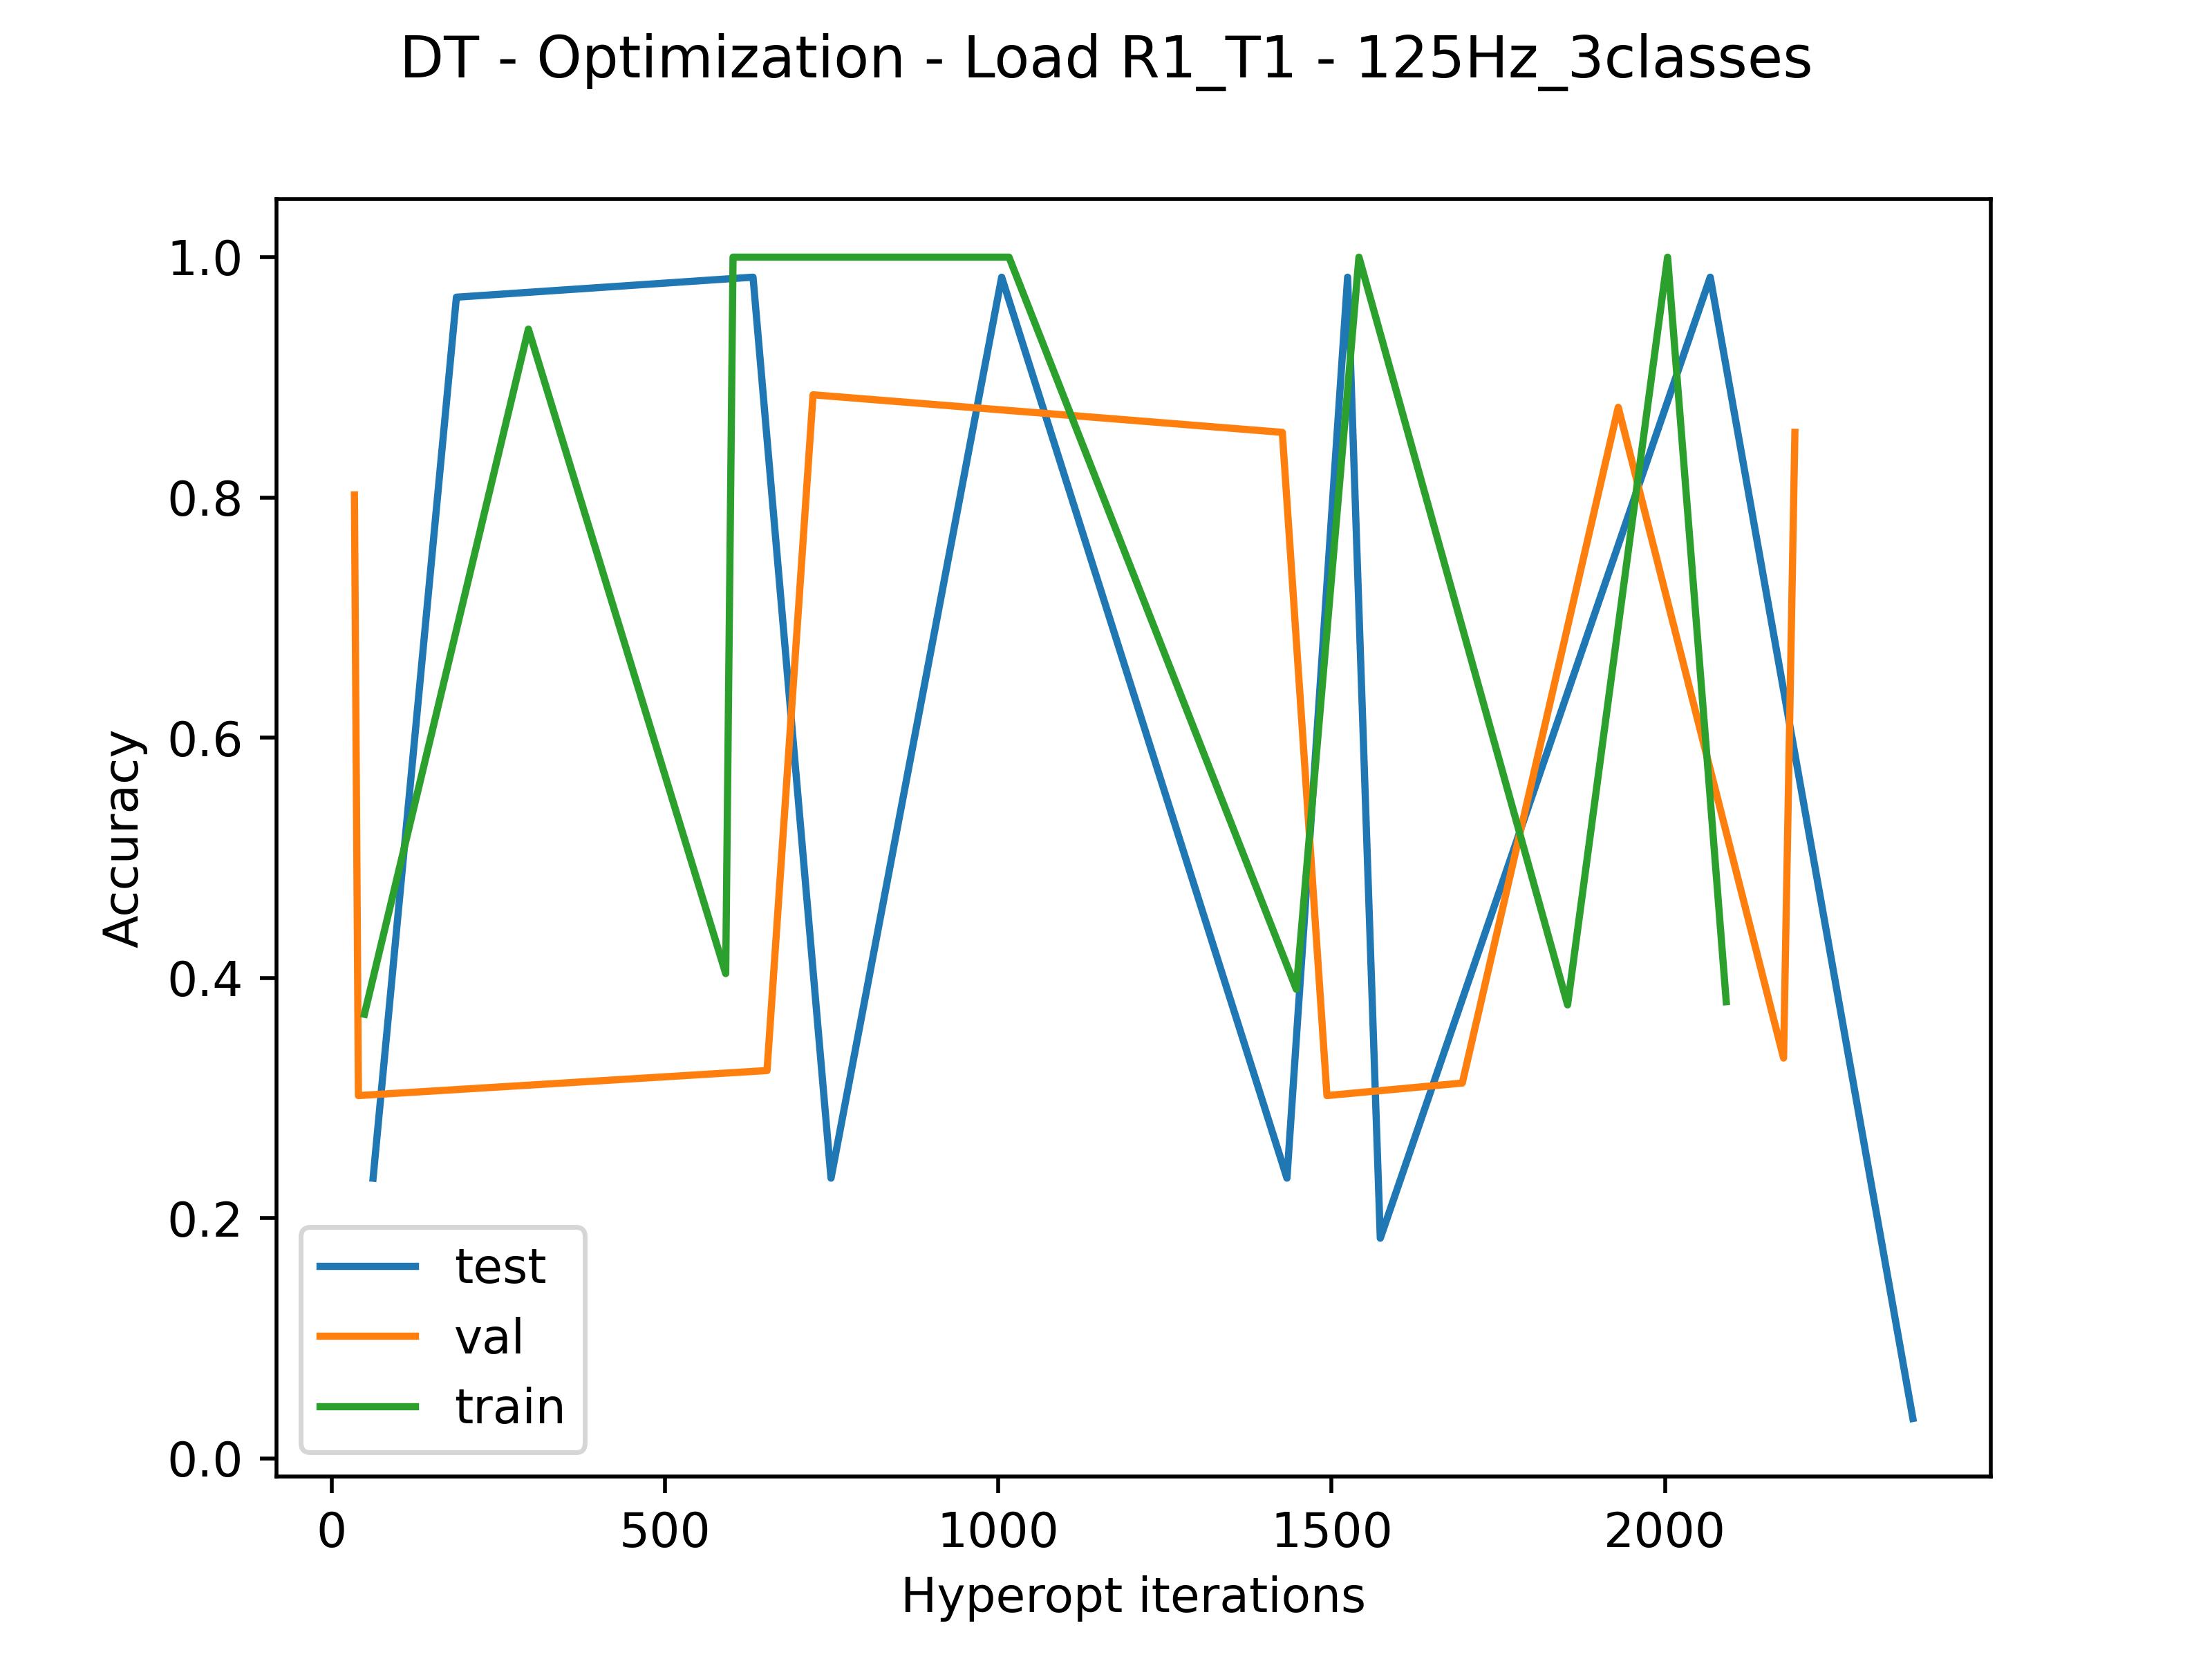 DT - Optimization - Load R1_T1 - 125Hz_3classes
1.0
0.8
0.6
0.4
0.2
0.0
Accuracy
test
val
train
0 500 1000 1500 2000
Hyperopt iterations